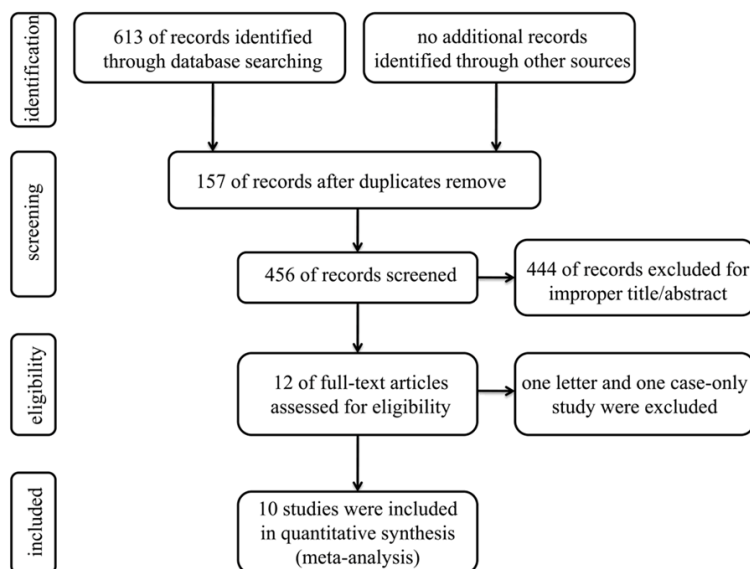 identification
613 of records identified
through database searching
no additional records
identified through other sources
screening
157 of records after duplicates remove
456 of records screened
444 of records excluded for
improper title/abstract
eligibility
12 of full-text articles
assessed for eligibility
one letter and one case-only
study were excluded
included
10 studies were included
in quantitative synthesis
(meta-analysis)